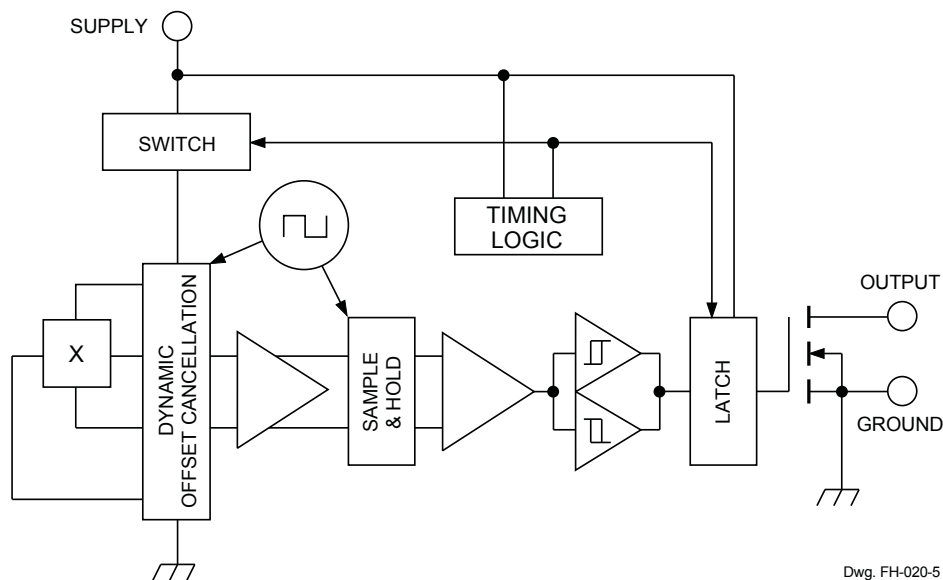 SUPPLY
SWITCH
TIMING
LOGIC
DYNAMIC
OFFSET CANCELLATION
X
SAMPLE
& HOLD
LATCH
OUTPUT
GROUND
Dwg. FH-020-5